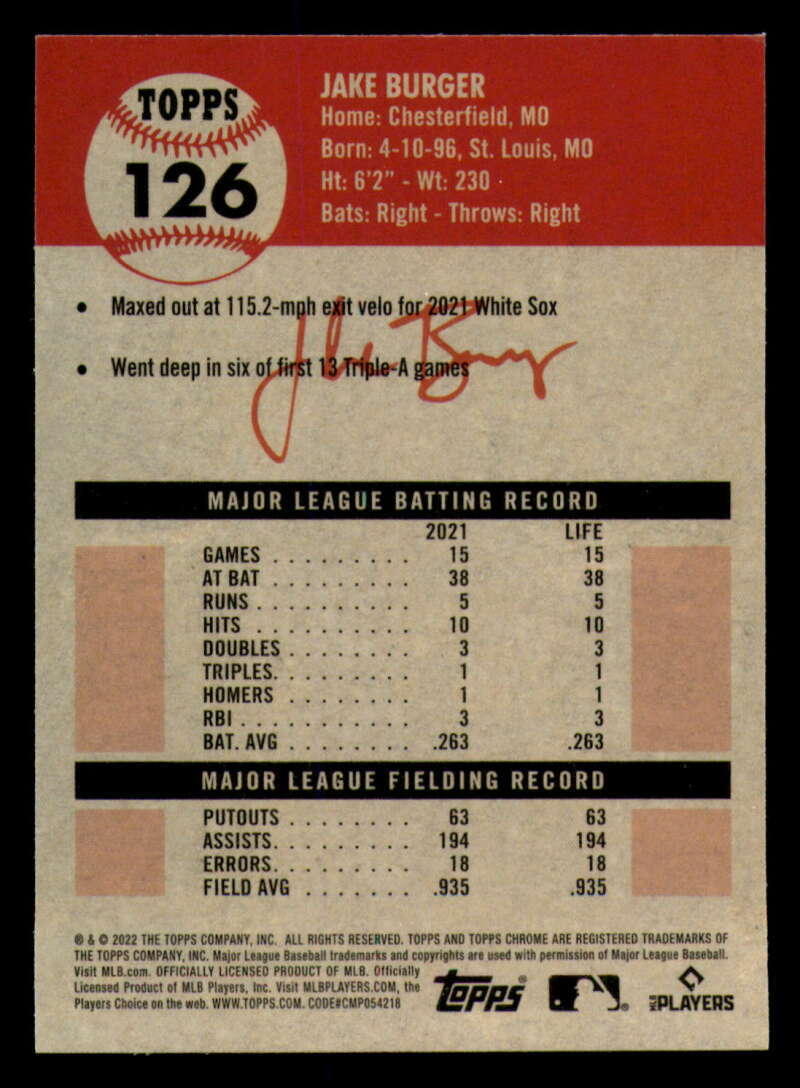 TOPPS
126
JAKE BURGER
Home: Chesterfield, MO
Born: 4-10-96, St. Louis, MO
Ht: 6'2" - Wt: 230
Bats: Right - Throws: Right
• Maxed out at 115.2-mph exit velo for 2021 White Sox
• Went deep in six of first 13 Triple-A games
Jake Burger
MAJOR LEAGUE BATTING RECORD
2021 LIFE
GAMES . . . . . . . . . 15 15
AT BAT . . . . . . . . . 38 38
RUNS . . . . . . . . . . 5 5
HITS . . . . . . . . . . 10 10
DOUBLES . . . . . . . . 3 3
TRIPLES. . . . . . . . . 1 1
HOMERS . . . . . . . . 1 1
RBI . . . . . . . . . . . 3 3
BAT. AVG . . . . . . . . .263 .263
MAJOR LEAGUE FIELDING RECORD
PUTOUTS . . . . . . . . 63 63
ASSISTS. . . . . . . . . 194 194
ERRORS. . . . . . . . . 18 18
FIELD AVG . . . . . . . .935 .935
® & © 2022 THE TOPPS COMPANY, INC. ALL RIGHTS RESERVED. TOPPS AND TOPPS CHROME ARE REGISTERED TRADEMARKS OF
THE TOPPS COMPANY, INC. Major League Baseball trademarks and copyrights are used with permission of Major League Baseball.
Visit MLB.com. OFFICIALLY LICENSED PRODUCT OF MLB. Officially
Licensed Product of MLB Players, Inc. Visit MLBPLAYERS.COM, the
Players Choice on the web. WWW.TOPPS.COM. CODE#CMP054218
TOPPS®
MLB PLAYERS